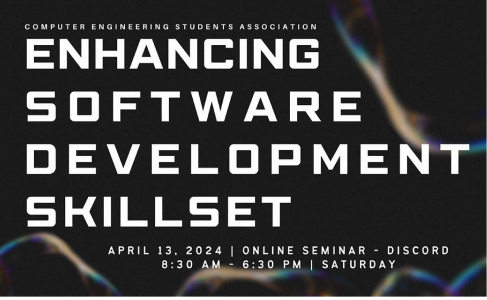 COMPUTER ENGINEERING STUDENTS ASSOCIATION
ENHANCING
SOFTWARE
DEVELOPMENT
SKILLSET
APRIL 13, 2024 | ONLINE SEMINAR - DISCORD
8:30 AM - 6:30 PM | SATURDAY